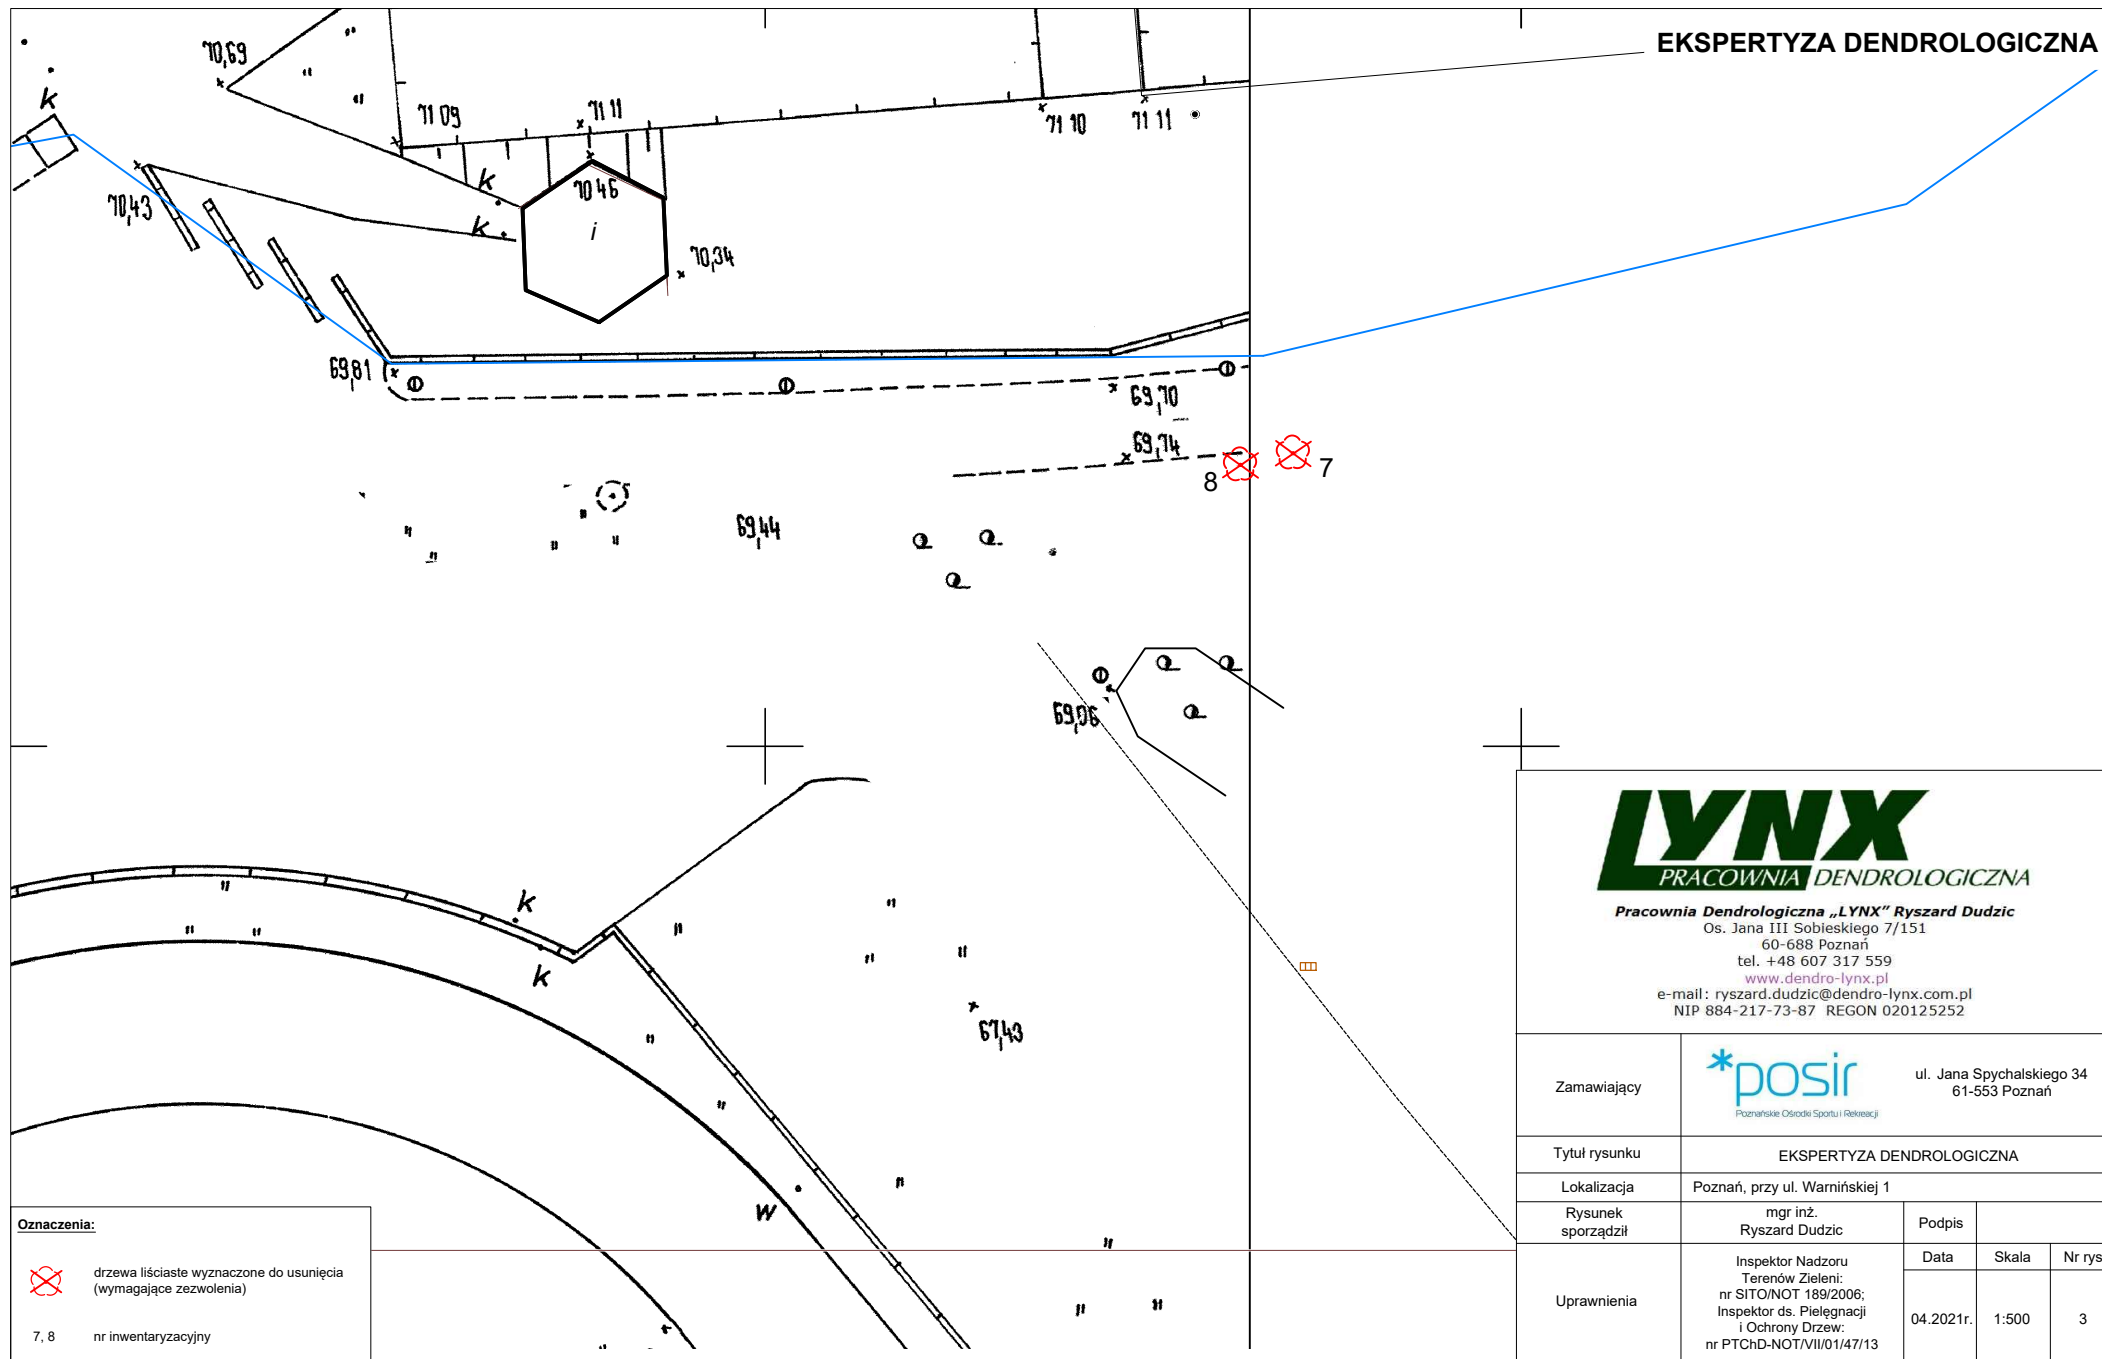 EKSPERTYZA DENDROLOGICZNA
70,69
k
71 09
71 11
71 10
71 11
k
70 46
70,43
k
i
70,34
69,81
69,70
69,74
8
7
69,44
69,06
k
k
67,43
w
LYNX
PRACOWNIA DENDROLOGICZNA
Pracownia Dendrologiczna „LYNX” Ryszard Dudzic
Os. Jana III Sobieskiego 7/151
60-688 Poznań
tel. +48 607 317 559
www.dendro-lynx.pl
e-mail: ryszard.dudzic@dendro-lynx.com.pl
NIP 884-217-73-87 REGON 020125252
Zamawiający
*posir
Poznańskie Ośrodki Sportu i Rekreacji
ul. Jana Spychalskiego 34
61-553 Poznań
Tytuł rysunku
EKSPERTYZA DENDROLOGICZNA
Lokalizacja
Poznań, przy ul. Warnińskiej 1
Rysunek
sporządził
mgr inż.
Ryszard Dudzic
Podpis
Uprawnienia
Inspektor Nadzoru
Terenów Zieleni:
nr SITO/NOT 189/2006;
Inspektor ds. Pielęgnacji
i Ochrony Drzew:
nr PTChD-NOT/VII/01/47/13
Data
Skala
Nr rys
04.2021r.
1:500
3
Oznaczenia:
drzewa liściaste wyznaczone do usunięcia
(wymagające zezwolenia)
7, 8
nr inwentaryzacyjny